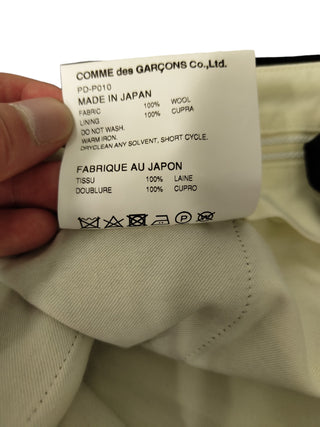 COMME des GARÇONS Co., Ltd.
PD-P010
MADE IN JAPAN
FABRIC 100% WOOL
LINING 100% CUPRA
DO NOT WASH.
WARM IRON.
DRYCLEAN ANY SOLVENT, SHORT CYCLE.
FABRIQUE AU JAPON
TISSU 100% LAINE
DOUBLURE 100% CUPRO